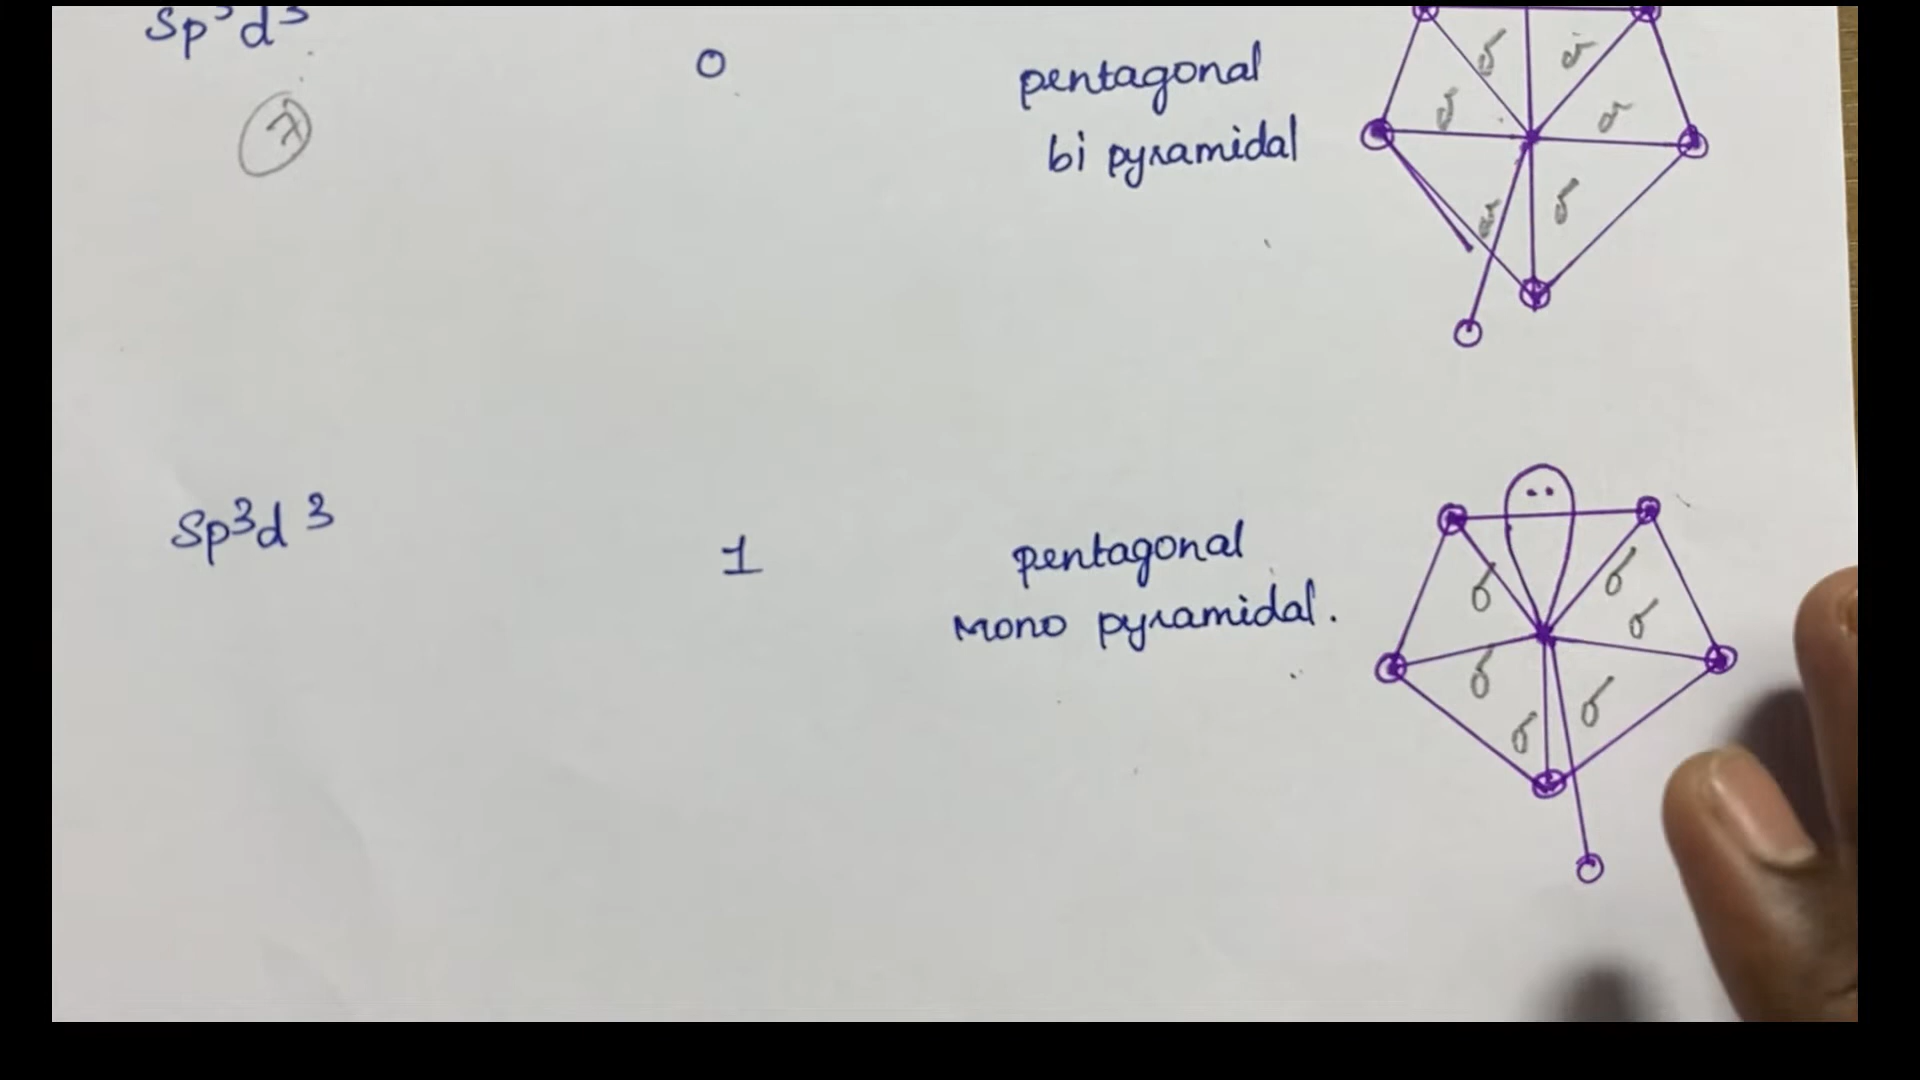 sp³d³
7
0
pentagonal
bi pyramidal
σ σ
σ σ
σ σ
sp³d³
1
pentagonal
mono pyramidal.
σ σ
σ
σ σ
σ